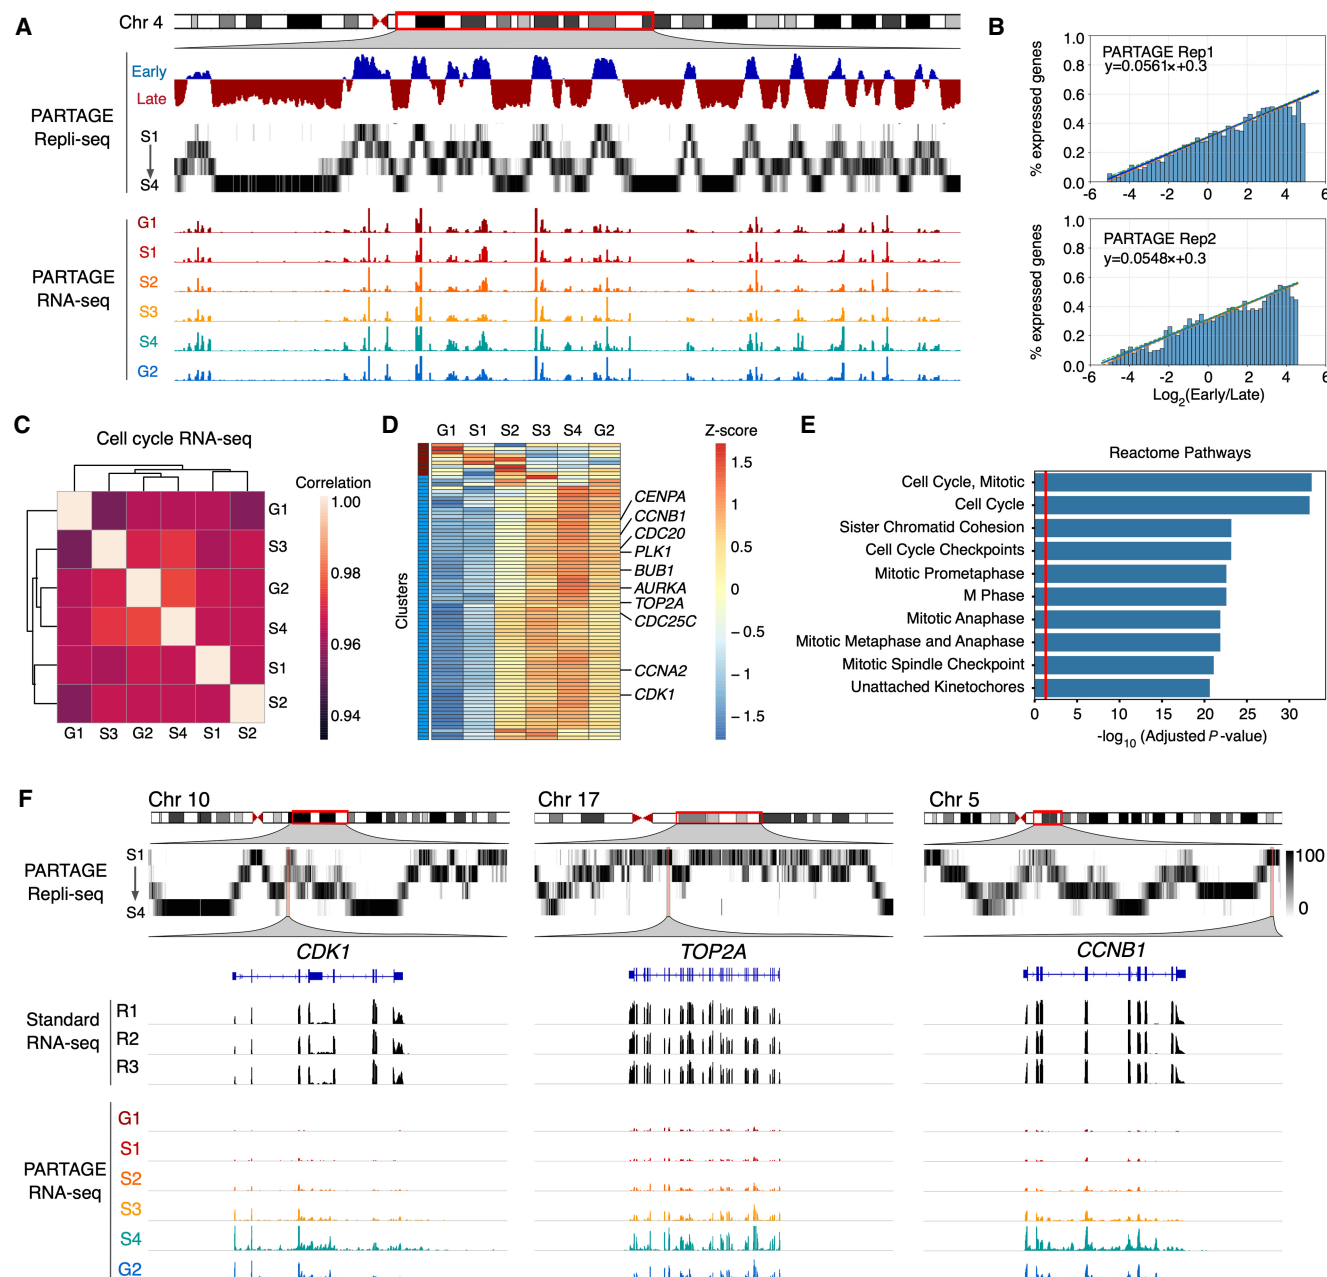 A
Chr 4
Early
Late
PARTAGE
Repli-seq
S1
S4
PARTAGE
RNA-seq
G1
S1
S2
S3
S4
G2
B
% expressed genes
1.0
0.8
0.6
0.4
0.2
0.0
PARTAGE Rep1
y=0.0561×+0.3
-6 -4 -2 0 2 4 6
% expressed genes
1.0
0.8
0.6
0.4
0.2
0.0
PARTAGE Rep2
y=0.0548×+0.3
-6 -4 -2 0 2 4 6
Log2(Early/Late)
C
Cell cycle RNA-seq
G1
S3
G2
S4
S1
S2
G1 S3 G2 S4 S1 S2
Correlation
1.00
0.98
0.96
0.94
D
G1 S1 S2 S3 S4 G2
Clusters
CENPA
CCNB1
CDC20
PLK1
BUB1
AURKA
TOP2A
CDC25C
CCNA2
CDK1
Z-score
1.5
1
0.5
0
−0.5
−1
−1.5
E
Reactome Pathways
Cell Cycle, Mitotic
Cell Cycle
Sister Chromatid Cohesion
Cell Cycle Checkpoints
Mitotic Prometaphase
M Phase
Mitotic Anaphase
Mitotic Metaphase and Anaphase
Mitotic Spindle Checkpoint
Unattached Kinetochores
0 5 10 15 20 25 30
-log10 (Adjusted P-value)
F
Chr 10
Chr 17
Chr 5
PARTAGE
Repli-seq
S1
S4
100
0
CDK1
TOP2A
CCNB1
Standard
RNA-seq
R1
R2
R3
PARTAGE
RNA-seq
G1
S1
S2
S3
S4
G2